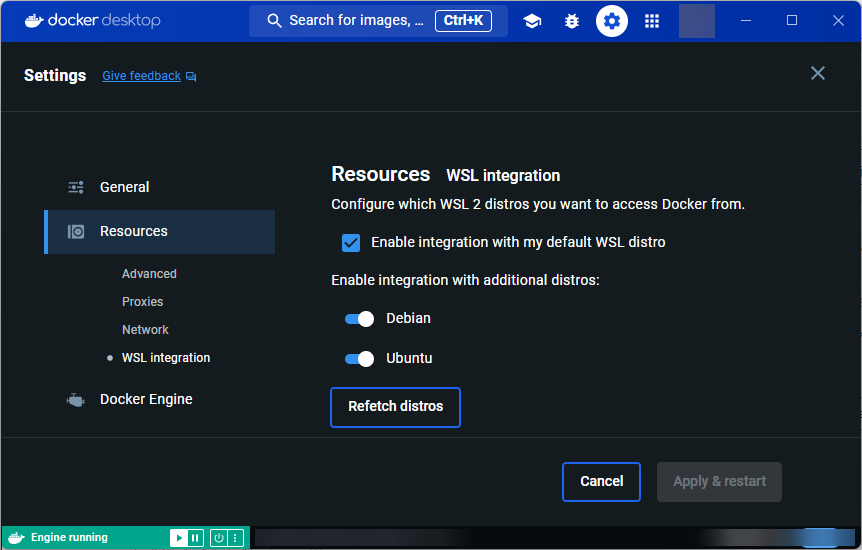 docker desktop
Search for images, ... Ctrl+K
Settings Give feedback
General
Resources
Advanced
Proxies
Network
WSL integration
Docker Engine
Resources WSL integration
Configure which WSL 2 distros you want to access Docker from.
Enable integration with my default WSL distro
Enable integration with additional distros:
Debian
Ubuntu
Refetch distros
Cancel Apply & restart
Engine running